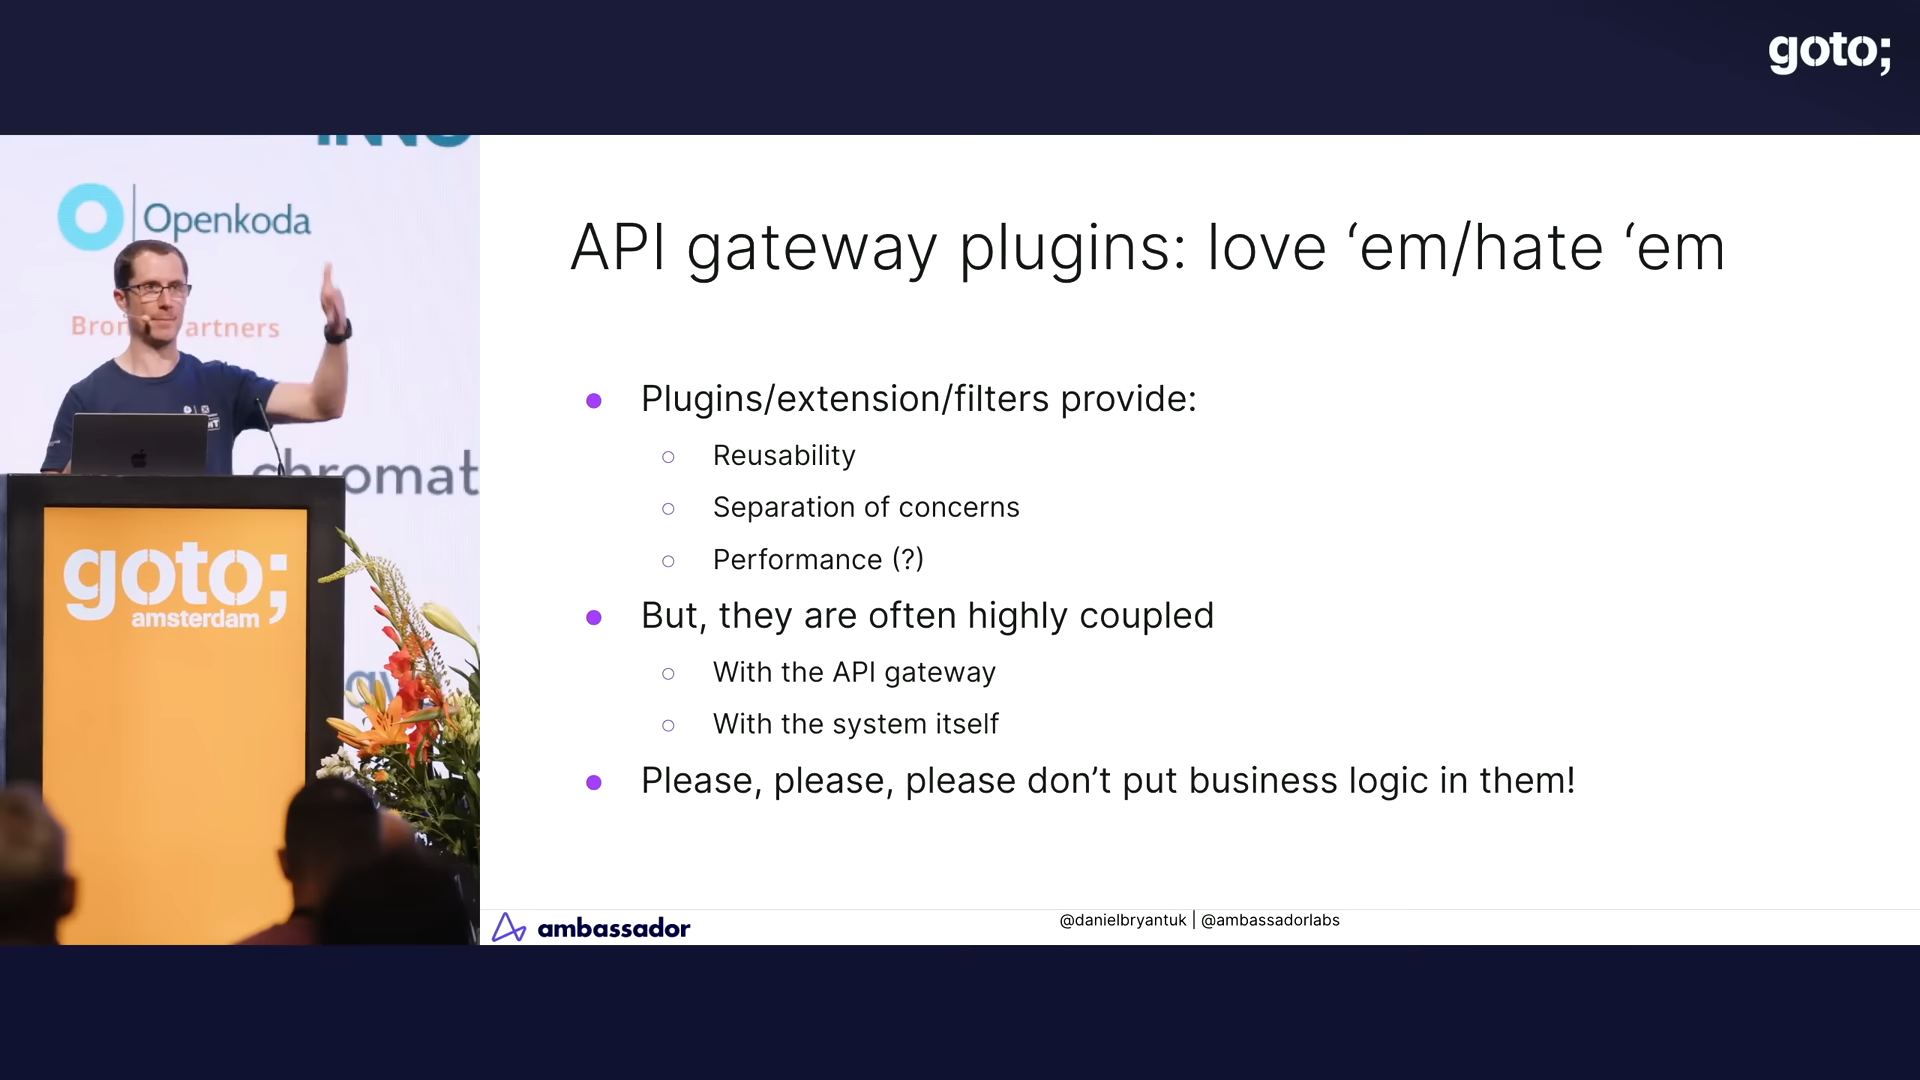 goto;
Openkoda
artners
goto;
amsterdam
API gateway plugins: love ‘em/hate ‘em
Plugins/extension/filters provide:
Reusability
Separation of concerns
Performance (?)
But, they are often highly coupled
With the API gateway
With the system itself
Please, please, please don’t put business logic in them!
ambassador
@danielbryantuk | @ambassadorlabs